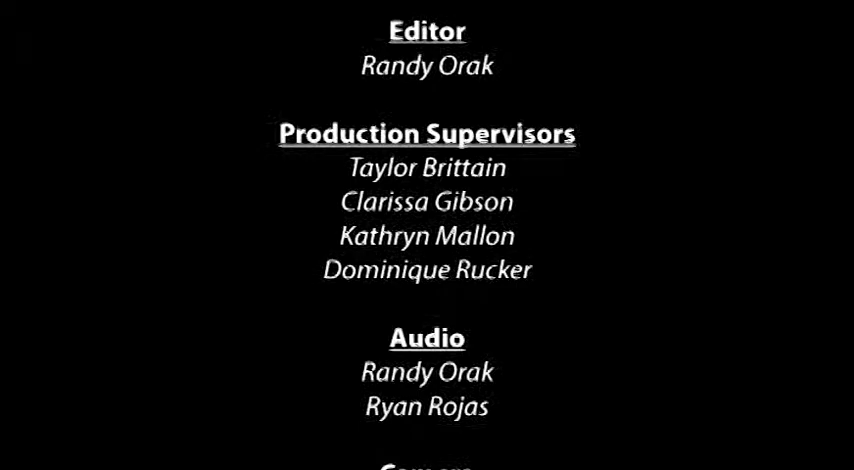 Editor
Randy Orak
Production Supervisors
Taylor Brittain
Clarissa Gibson
Kathryn Mallon
Dominique Rucker
Audio
Randy Orak
Ryan Rojas